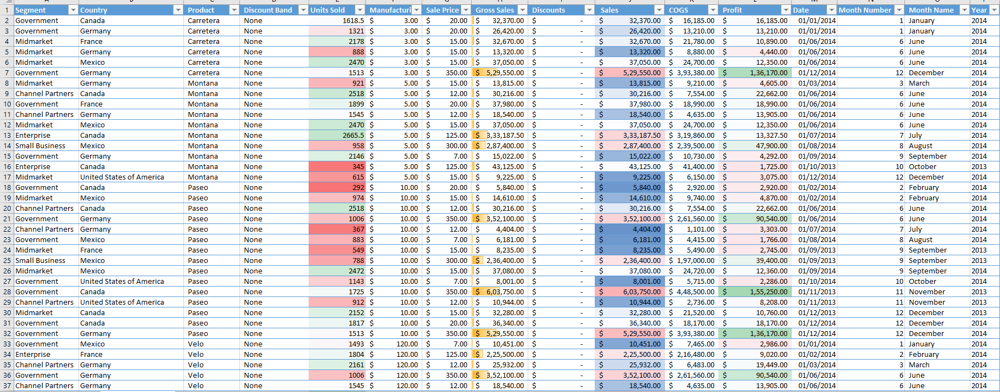 1 Segment Country Product Discount Band Units Sold Manufacturi Sale Price Gross Sales Discounts Sales COGS Profit Date Month Number Month Name Year
2 Government Canada Carretera None 1618.5 $ 3.00 $ 20.00 $ 32,370.00 $ - $ 32,370.00 $ 16,185.00 $ 16,185.00 01/01/2014 1 January 2014
3 Government Germany Carretera None 1321 $ 3.00 $ 20.00 $ 26,420.00 $ - $ 26,420.00 $ 13,210.00 $ 13,210.00 01/01/2014 1 January 2014
4 Midmarket France Carretera None 2178 $ 3.00 $ 15.00 $ 32,670.00 $ - $ 32,670.00 $ 21,780.00 $ 10,890.00 01/06/2014 6 June 2014
5 Midmarket Germany Carretera None 888 $ 3.00 $ 15.00 $ 13,320.00 $ - $ 13,320.00 $ 8,880.00 $ 4,440.00 01/06/2014 6 June 2014
6 Midmarket Mexico Carretera None 2470 $ 3.00 $ 15.00 $ 37,050.00 $ - $ 37,050.00 $ 24,700.00 $ 12,350.00 01/06/2014 6 June 2014
7 Government Germany Carretera None 1513 $ 3.00 $ 350.00 $ 5,29,550.00 $ - $ 5,29,550.00 $ 3,93,380.00 $ 1,36,170.00 01/12/2014 12 December 2014
8 Midmarket Germany Montana None 921 $ 5.00 $ 15.00 $ 13,815.00 $ - $ 13,815.00 $ 9,210.00 $ 4,605.00 01/03/2014 3 March 2014
9 Channel Partners Canada Montana None 2518 $ 5.00 $ 12.00 $ 30,216.00 $ - $ 30,216.00 $ 7,554.00 $ 22,662.00 01/06/2014 6 June 2014
10 Government France Montana None 1899 $ 5.00 $ 20.00 $ 37,980.00 $ - $ 37,980.00 $ 18,990.00 $ 18,990.00 01/06/2014 6 June 2014
11 Channel Partners Germany Montana None 1545 $ 5.00 $ 12.00 $ 18,540.00 $ - $ 18,540.00 $ 4,635.00 $ 13,905.00 01/06/2014 6 June 2014
12 Midmarket Mexico Montana None 2470 $ 5.00 $ 15.00 $ 37,050.00 $ - $ 37,050.00 $ 24,700.00 $ 12,350.00 01/06/2014 6 June 2014
13 Enterprise Canada Montana None 2665.5 $ 5.00 $ 125.00 $ 3,33,187.50 $ - $ 3,33,187.50 $ 3,19,860.00 $ 13,327.50 01/07/2014 7 July 2014
14 Small Business Mexico Montana None 958 $ 5.00 $ 300.00 $ 2,87,400.00 $ - $ 2,87,400.00 $ 2,39,500.00 $ 47,900.00 01/08/2014 8 August 2014
15 Government Germany Montana None 2146 $ 5.00 $ 7.00 $ 15,022.00 $ - $ 15,022.00 $ 10,730.00 $ 4,292.00 01/09/2014 9 September 2014
16 Enterprise Canada Montana None 345 $ 5.00 $ 125.00 $ 43,125.00 $ - $ 43,125.00 $ 41,400.00 $ 1,725.00 01/10/2013 10 October 2013
17 Midmarket United States of America Montana None 615 $ 5.00 $ 15.00 $ 9,225.00 $ - $ 9,225.00 $ 6,150.00 $ 3,075.00 01/12/2014 12 December 2014
18 Government Canada Paseo None 292 $ 10.00 $ 20.00 $ 5,840.00 $ - $ 5,840.00 $ 2,920.00 $ 2,920.00 01/02/2014 2 February 2014
19 Midmarket Mexico Paseo None 974 $ 10.00 $ 15.00 $ 14,610.00 $ - $ 14,610.00 $ 9,740.00 $ 4,870.00 01/02/2014 2 February 2014
20 Channel Partners Canada Paseo None 2518 $ 10.00 $ 12.00 $ 30,216.00 $ - $ 30,216.00 $ 7,554.00 $ 22,662.00 01/06/2014 6 June 2014
21 Government Germany Paseo None 1006 $ 10.00 $ 350.00 $ 3,52,100.00 $ - $ 3,52,100.00 $ 2,61,560.00 $ 90,540.00 01/06/2014 6 June 2014
22 Channel Partners Germany Paseo None 367 $ 10.00 $ 12.00 $ 4,404.00 $ - $ 4,404.00 $ 1,101.00 $ 3,303.00 01/07/2014 7 July 2014
23 Government Mexico Paseo None 883 $ 10.00 $ 7.00 $ 6,181.00 $ - $ 6,181.00 $ 4,415.00 $ 1,766.00 01/08/2014 8 August 2014
24 Midmarket France Paseo None 549 $ 10.00 $ 15.00 $ 8,235.00 $ - $ 8,235.00 $ 5,490.00 $ 2,745.00 01/09/2013 9 September 2013
25 Small Business Mexico Paseo None 788 $ 10.00 $ 300.00 $ 2,36,400.00 $ - $ 2,36,400.00 $ 1,97,000.00 $ 39,400.00 01/09/2013 9 September 2013
26 Midmarket Mexico Paseo None 2472 $ 10.00 $ 15.00 $ 37,080.00 $ - $ 37,080.00 $ 24,720.00 $ 12,360.00 01/09/2014 9 September 2014
27 Government United States of America Paseo None 1143 $ 10.00 $ 7.00 $ 8,001.00 $ - $ 8,001.00 $ 5,715.00 $ 2,286.00 01/10/2014 10 October 2014
28 Government Canada Paseo None 1725 $ 10.00 $ 350.00 $ 6,03,750.00 $ - $ 6,03,750.00 $ 4,48,500.00 $ 1,55,250.00 01/11/2013 11 November 2013
29 Channel Partners United States of America Paseo None 912 $ 10.00 $ 12.00 $ 10,944.00 $ - $ 10,944.00 $ 2,736.00 $ 8,208.00 01/11/2013 11 November 2013
30 Midmarket Canada Paseo None 2152 $ 10.00 $ 15.00 $ 32,280.00 $ - $ 32,280.00 $ 21,520.00 $ 10,760.00 01/12/2013 12 December 2013
31 Government Canada Paseo None 1817 $ 10.00 $ 20.00 $ 36,340.00 $ - $ 36,340.00 $ 18,170.00 $ 18,170.00 01/12/2014 12 December 2014
32 Government Germany Paseo None 1513 $ 10.00 $ 350.00 $ 5,29,550.00 $ - $ 5,29,550.00 $ 3,93,380.00 $ 1,36,170.00 01/12/2014 12 December 2014
33 Government Mexico Velo None 1493 $ 120.00 $ 7.00 $ 10,451.00 $ - $ 10,451.00 $ 7,465.00 $ 2,986.00 01/01/2014 1 January 2014
34 Enterprise France Velo None 1804 $ 120.00 $ 125.00 $ 2,25,500.00 $ - $ 2,25,500.00 $ 2,16,480.00 $ 9,020.00 01/02/2014 2 February 2014
35 Channel Partners Germany Velo None 2161 $ 120.00 $ 12.00 $ 25,932.00 $ - $ 25,932.00 $ 6,483.00 $ 19,449.00 01/03/2014 3 March 2014
36 Government Germany Velo None 1006 $ 120.00 $ 350.00 $ 3,52,100.00 $ - $ 3,52,100.00 $ 2,61,560.00 $ 90,540.00 01/06/2014 6 June 2014
37 Channel Partners Germany Velo None 1545 $ 120.00 $ 12.00 $ 18,540.00 $ - $ 18,540.00 $ 4,635.00 $ 13,905.00 01/06/2014 6 June 2014